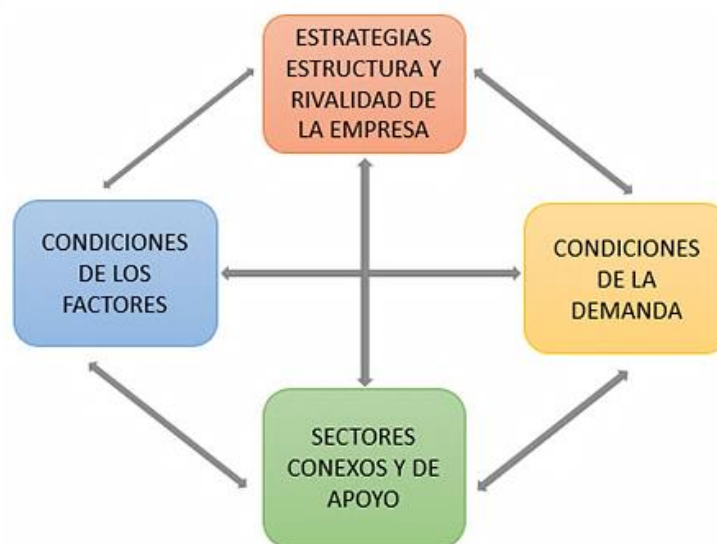 ESTRATEGIAS
ESTRUCTURA Y
RIVALIDAD DE
LA EMPRESA
CONDICIONES
DE LOS
FACTORES
CONDICIONES
DE LA
DEMANDA
SECTORES
CONEXOS Y DE
APOYO